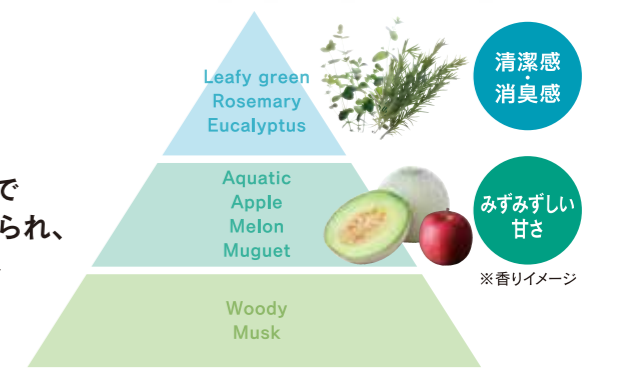 Leafy green
Rosemary
Eucalyptus
清潔感
・
消臭感
Aquatic
Apple
Melon
Muguet
で
られ、
みずみずしい
甘さ
※香りイメージ
Woody
Musk